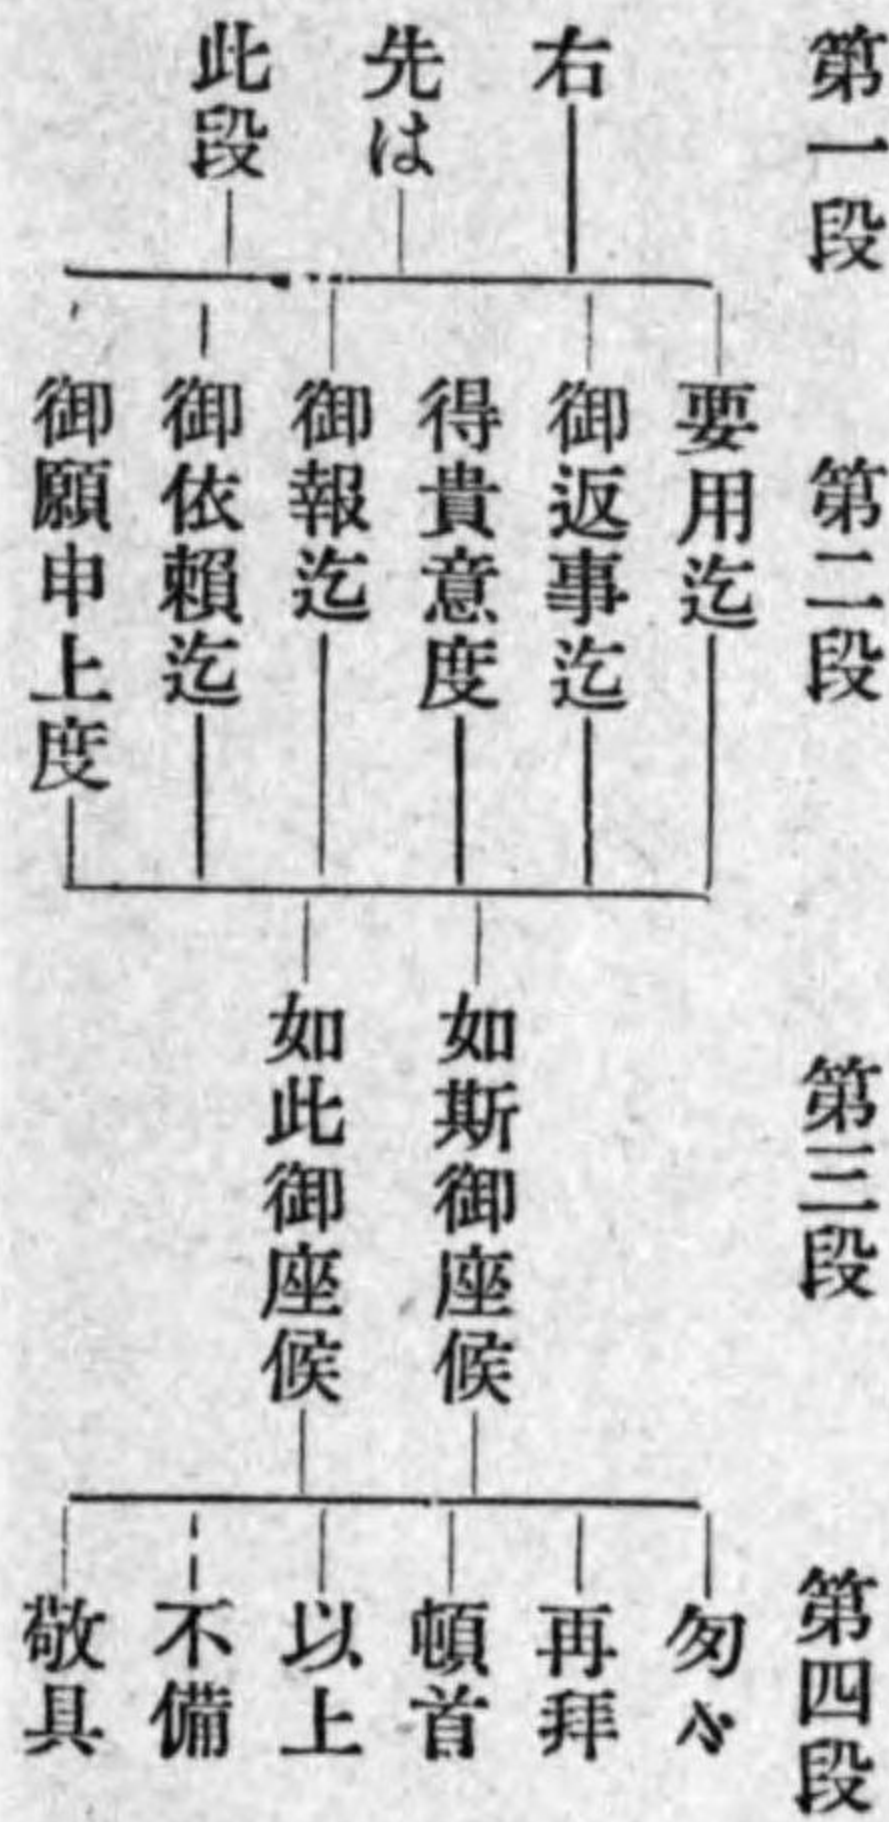 第一段
右
先は
此段
第二段
要用迄
御返事迄
得貴意度
御報迄
御依賴迄
御願申上度
第三段
如斯御座候
如此御座候
第四段
匆〻
再拜
頓首
以上
不備
敬具